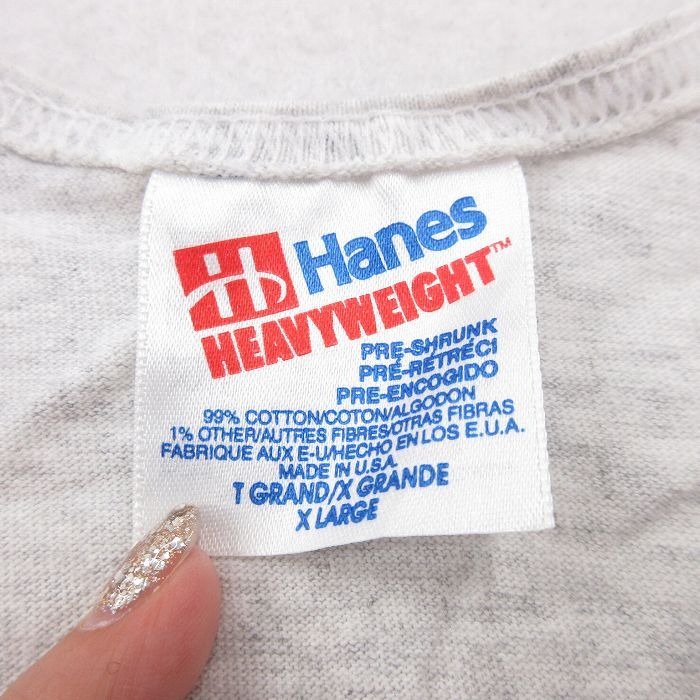 H Hanes
HEAVYWEIGHT™
PRE-SHRUNK
PRE-RÉTRÉCI
PRE-ENCOGIDO
99% COTTON/COTON/ALGODON
1% OTHER/AUTRES FIBRES/OTRAS FIBRAS
FABRIQUE AUX E-U/HECHO EN LOS E.U.A.
MADE IN U.S.A.
T GRAND/X GRANDE
X LARGE